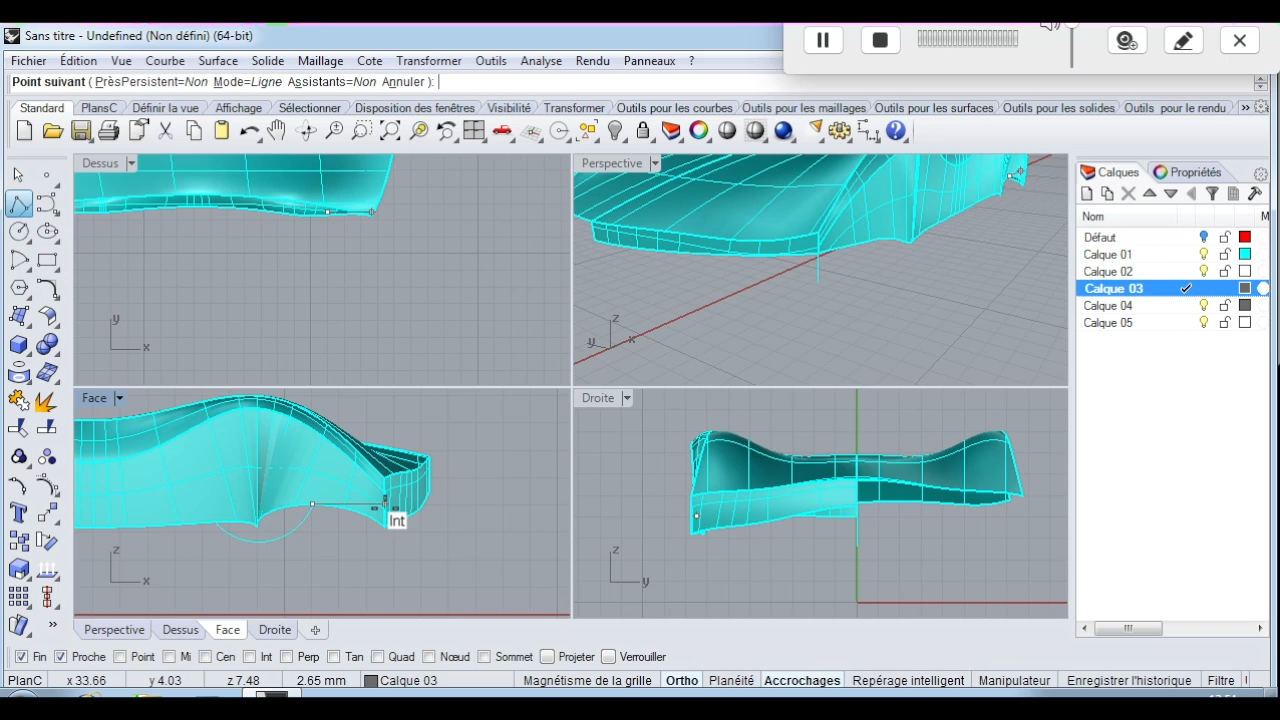 Sans titre - Undefined (Non défini) (64-bit)
Fichier Édition Vue Courbe Surface Solide Maillage Cote Transformer Outils Analyse Rendu Panneaux ?
Point suivant ( PrèsPersistent=Non Mode=Ligne Assistants=Non Annuler ):
Standard PlansC Définir la vue Affichage Sélectionner Disposition des fenêtres Visibilité Transformer Outils pour les courbes Outils pour les maillages Outils pour les surfaces Outils pour les solides Outils pour le rendu »
Dessus
Perspective
Calques Propriétés
Nom M
Défaut
Calque 01
Calque 02
Calque 03
Calque 04
Calque 05
y
x
z
y x
Face
Droite
Int
z
x
z
y
»
Perspective Dessus Face Droite
Fin Proche Point Mi Cen Int Perp Tan Quad Nœud Sommet Projeter Verrouiller
PlanC x 33.66 y 4.03 z 7.48 2.65 mm Calque 03 Magnétisme de la grille Ortho Planéité Accrochages Repérage intelligent Manipulateur Enregistrer l'historique Filtre